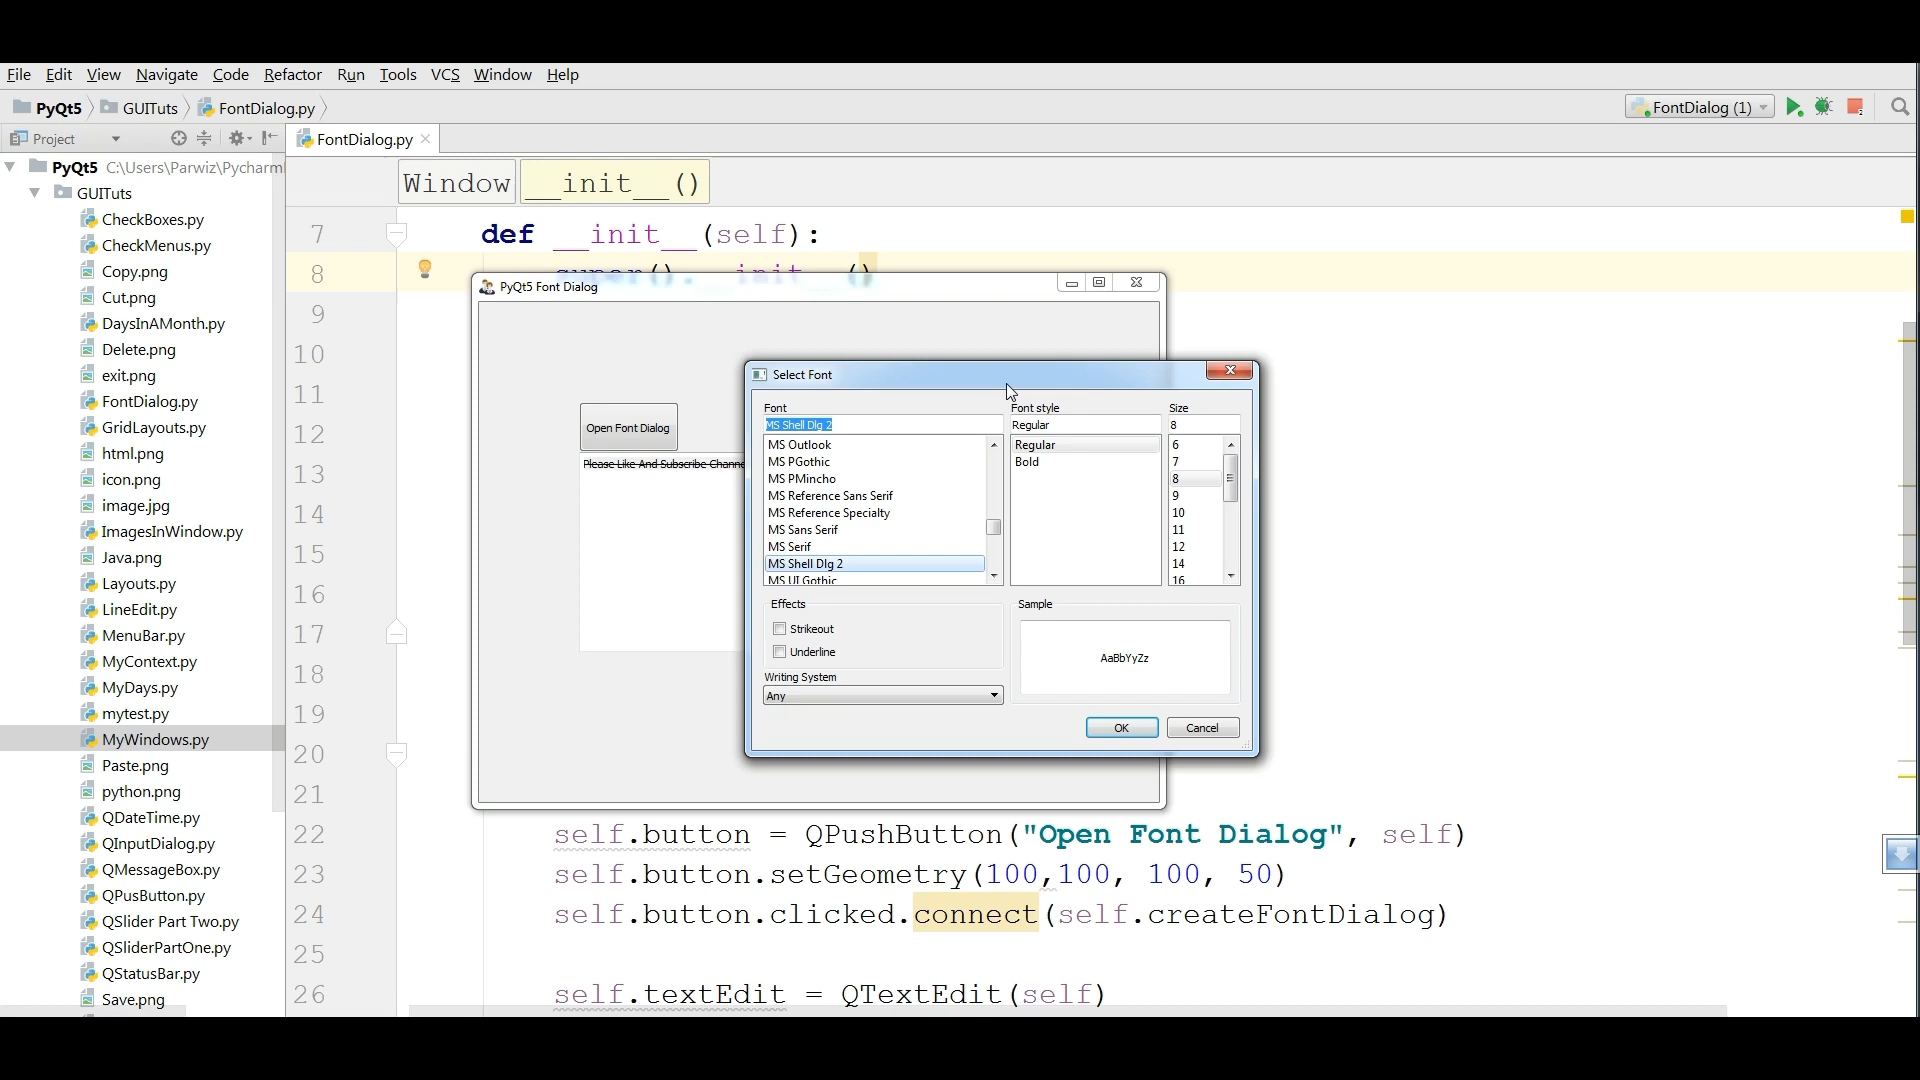 File Edit View Navigate Code Refactor Run Tools VCS Window Help
PyQt5 GUITuts FontDialog.py FontDialog (1)
Project FontDialog.py
PyQt5 C:\Users\Parwiz\Pycharm
GUITuts
CheckBoxes.py
CheckMenus.py
Copy.png
Cut.png
DaysInAMonth.py
Delete.png
exit.png
FontDialog.py
GridLayouts.py
html.png
icon.png
image.jpg
ImagesInWindow.py
Java.png
Layouts.py
LineEdit.py
MenuBar.py
MyContext.py
MyDays.py
mytest.py
MyWindows.py
Paste.png
python.png
QDateTime.py
QInputDialog.py
QMessageBox.py
QPusButton.py
QSlider Part Two.py
QSliderPartOne.py
QStatusBar.py
Save.png
Window __init__()
7 def __init__(self):
8 super().__init__()
9
10
11
12
13
14
15
16
17
18
19
20
21
22 self.button = QPushButton("Open Font Dialog", self)
23 self.button.setGeometry(100,100, 100, 50)
24 self.button.clicked.connect(self.createFontDialog)
25
26 self.textEdit = QTextEdit(self)
PyQt5 Font Dialog
Open Font Dialog
Please Like And Subscribe
Select Font
Font Font style Size
MS Shell Dlg 2 Regular 8
MS Outlook
MS PGothic
MS PMincho
MS Reference Sans Serif
MS Reference Specialty
MS Sans Serif
MS Serif
MS Shell Dlg 2
MS UI Gothic
Regular
Bold
6
7
8
9
10
11
12
14
16
Effects
Strikeout
Underline
Writing System
Any
Sample
AaBbYyZz
OK Cancel